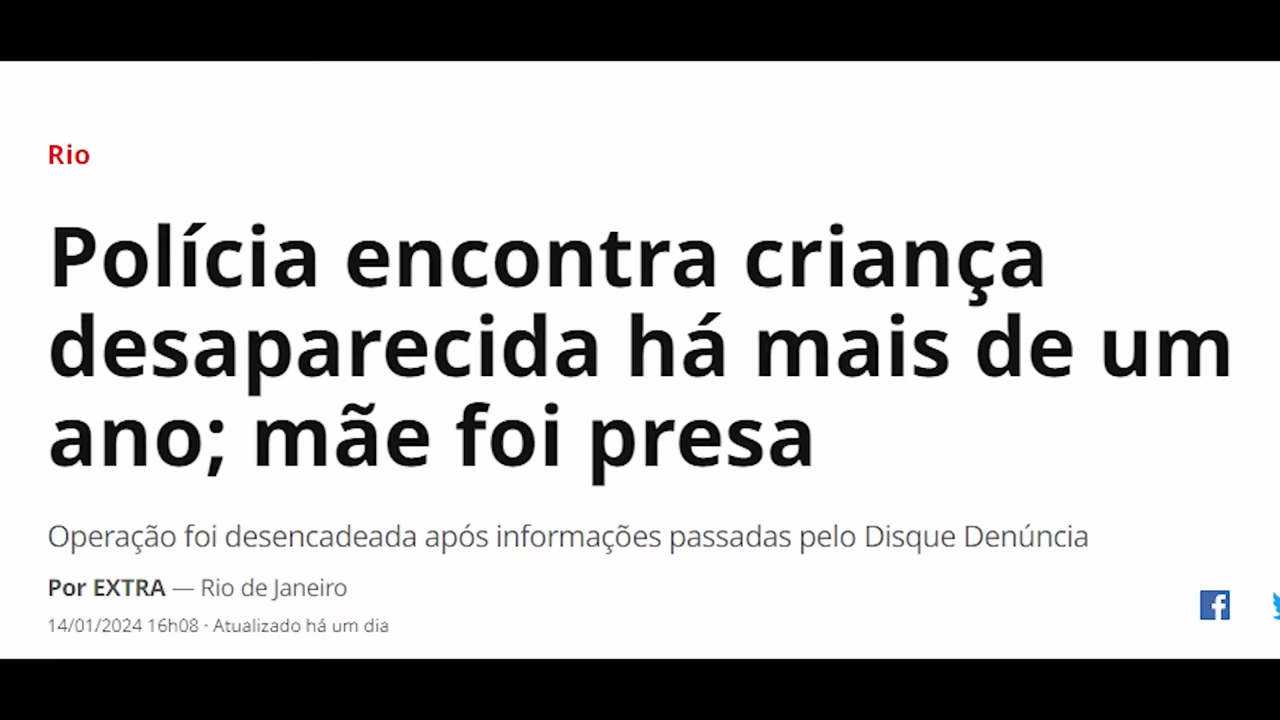 Rio
Polícia encontra criança
desaparecida há mais de um
ano; mãe foi presa
Operação foi desencadeada após informações passadas pelo Disque Denúncia
Por EXTRA — Rio de Janeiro
14/01/2024 16h08 · Atualizado há um dia